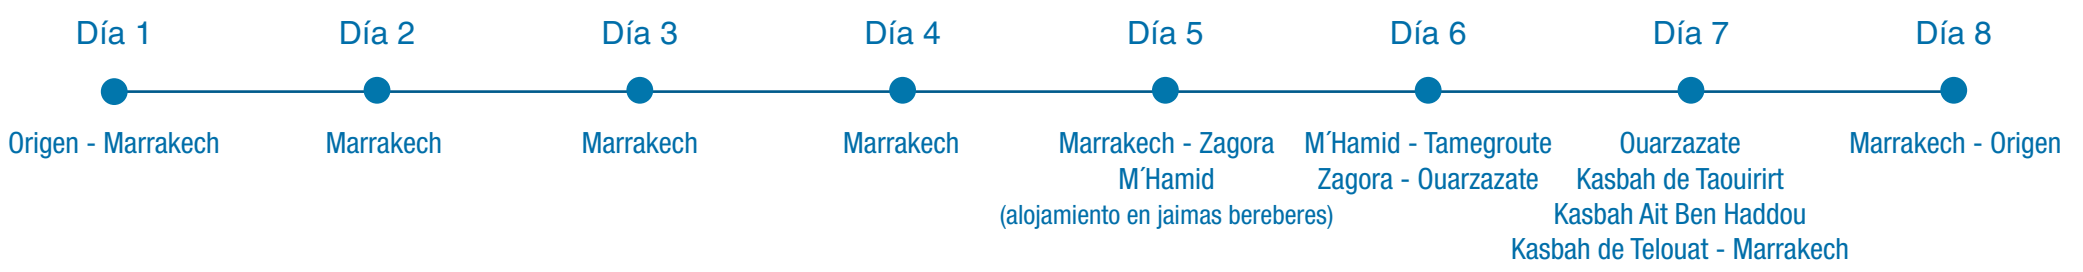 Día 1
Día 2
Día 3
Día 4
Día 5
Día 6
Día 7
Día 8
Origen - Marrakech
Marrakech
Marrakech
Marrakech
Marrakech - Zagora
M´Hamid
(alojamiento en jaimas bereberes)
M´Hamid - Tamegroute
Zagora - Ouarzazate
Ouarzazate
Kasbah de Taouirirt
Kasbah Ait Ben Haddou
Kasbah de Telouat - Marrakech
Marrakech - Origen